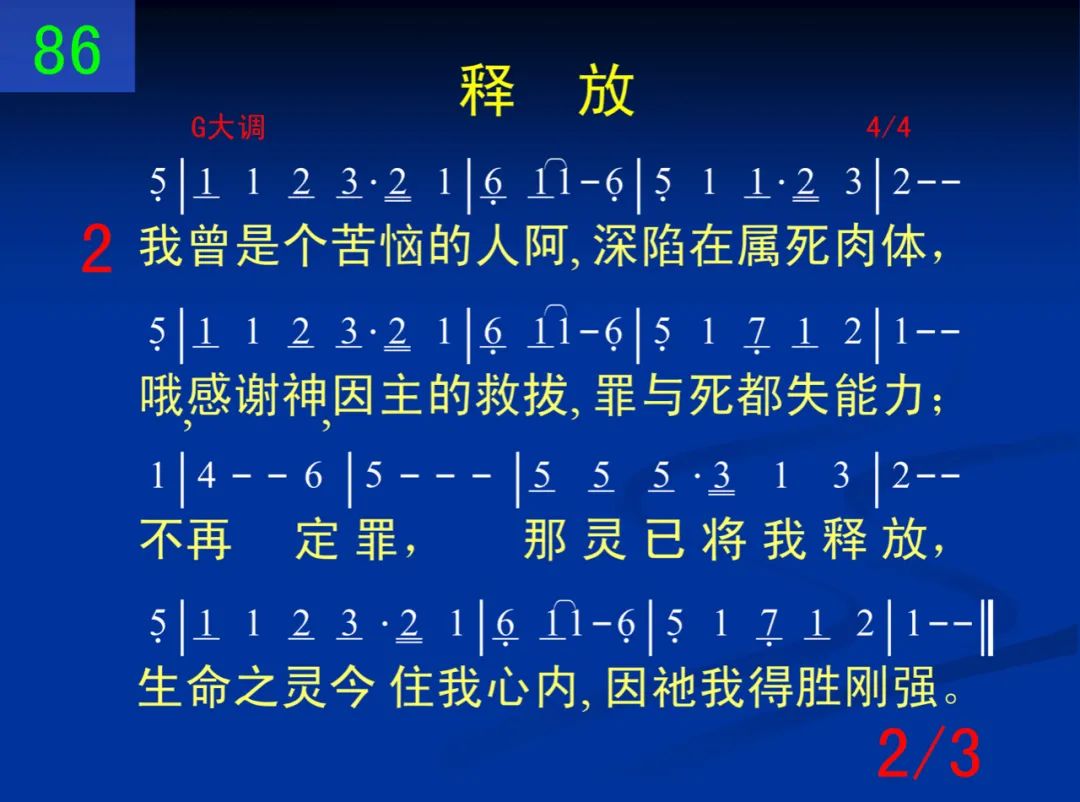 86
释 放
G大调 4/4
5|1 1 2 3·2 1|6 11-6|5 1 1·2 3|2--
2 我曾是个苦恼的人阿,深陷在属死肉体，
5|1 1 2 3·2 1|6 11-6|5 1 7 1 2|1--
哦,感谢神,因主的救拔,罪与死都失能力；
1|4--6|5---|5 5 5·3 1 3|2--
不再 定罪， 那灵已将我释放，
5|1 1 2 3·2 1|6 11-6|5 1 7 1 2|1--‖
生命之灵今住我心内,因祂我得胜刚强。
2/3